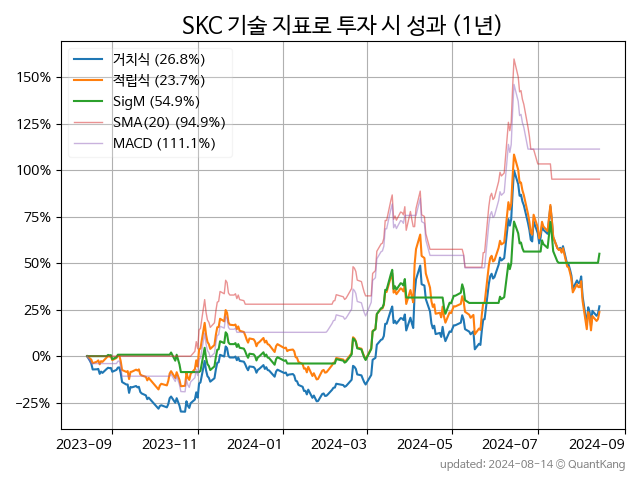 SKC 기술 지표로 투자 시 성과 (1년)
거치식 (26.8%)
적립식 (23.7%)
SigM (54.9%)
SMA(20) (94.9%)
MACD (111.1%)
150%
125%
100%
75%
50%
25%
0%
−25%
2023-09 2023-11 2024-01 2024-03 2024-05 2024-07 2024-09
updated: 2024-08-14 © QuantKang